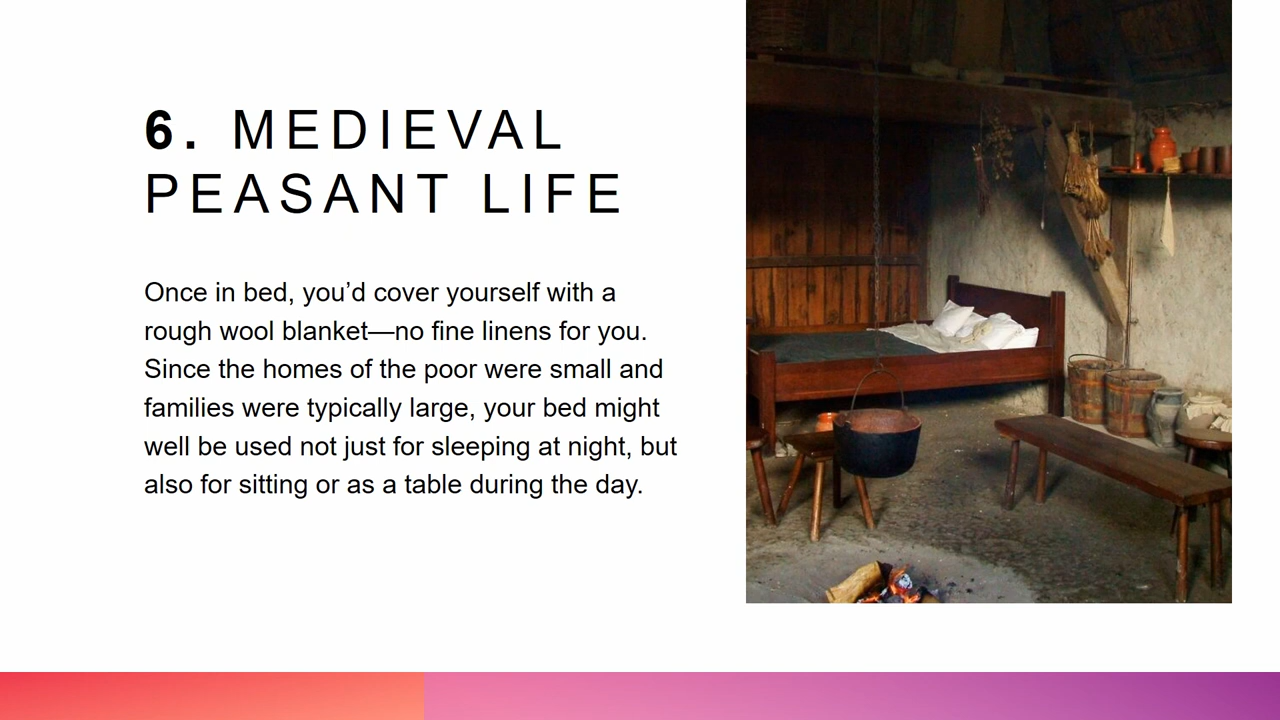 6. MEDIEVAL
PEASANT LIFE
Once in bed, you’d cover yourself with a
rough wool blanket—no fine linens for you.
Since the homes of the poor were small and
families were typically large, your bed might
well be used not just for sleeping at night, but
also for sitting or as a table during the day.